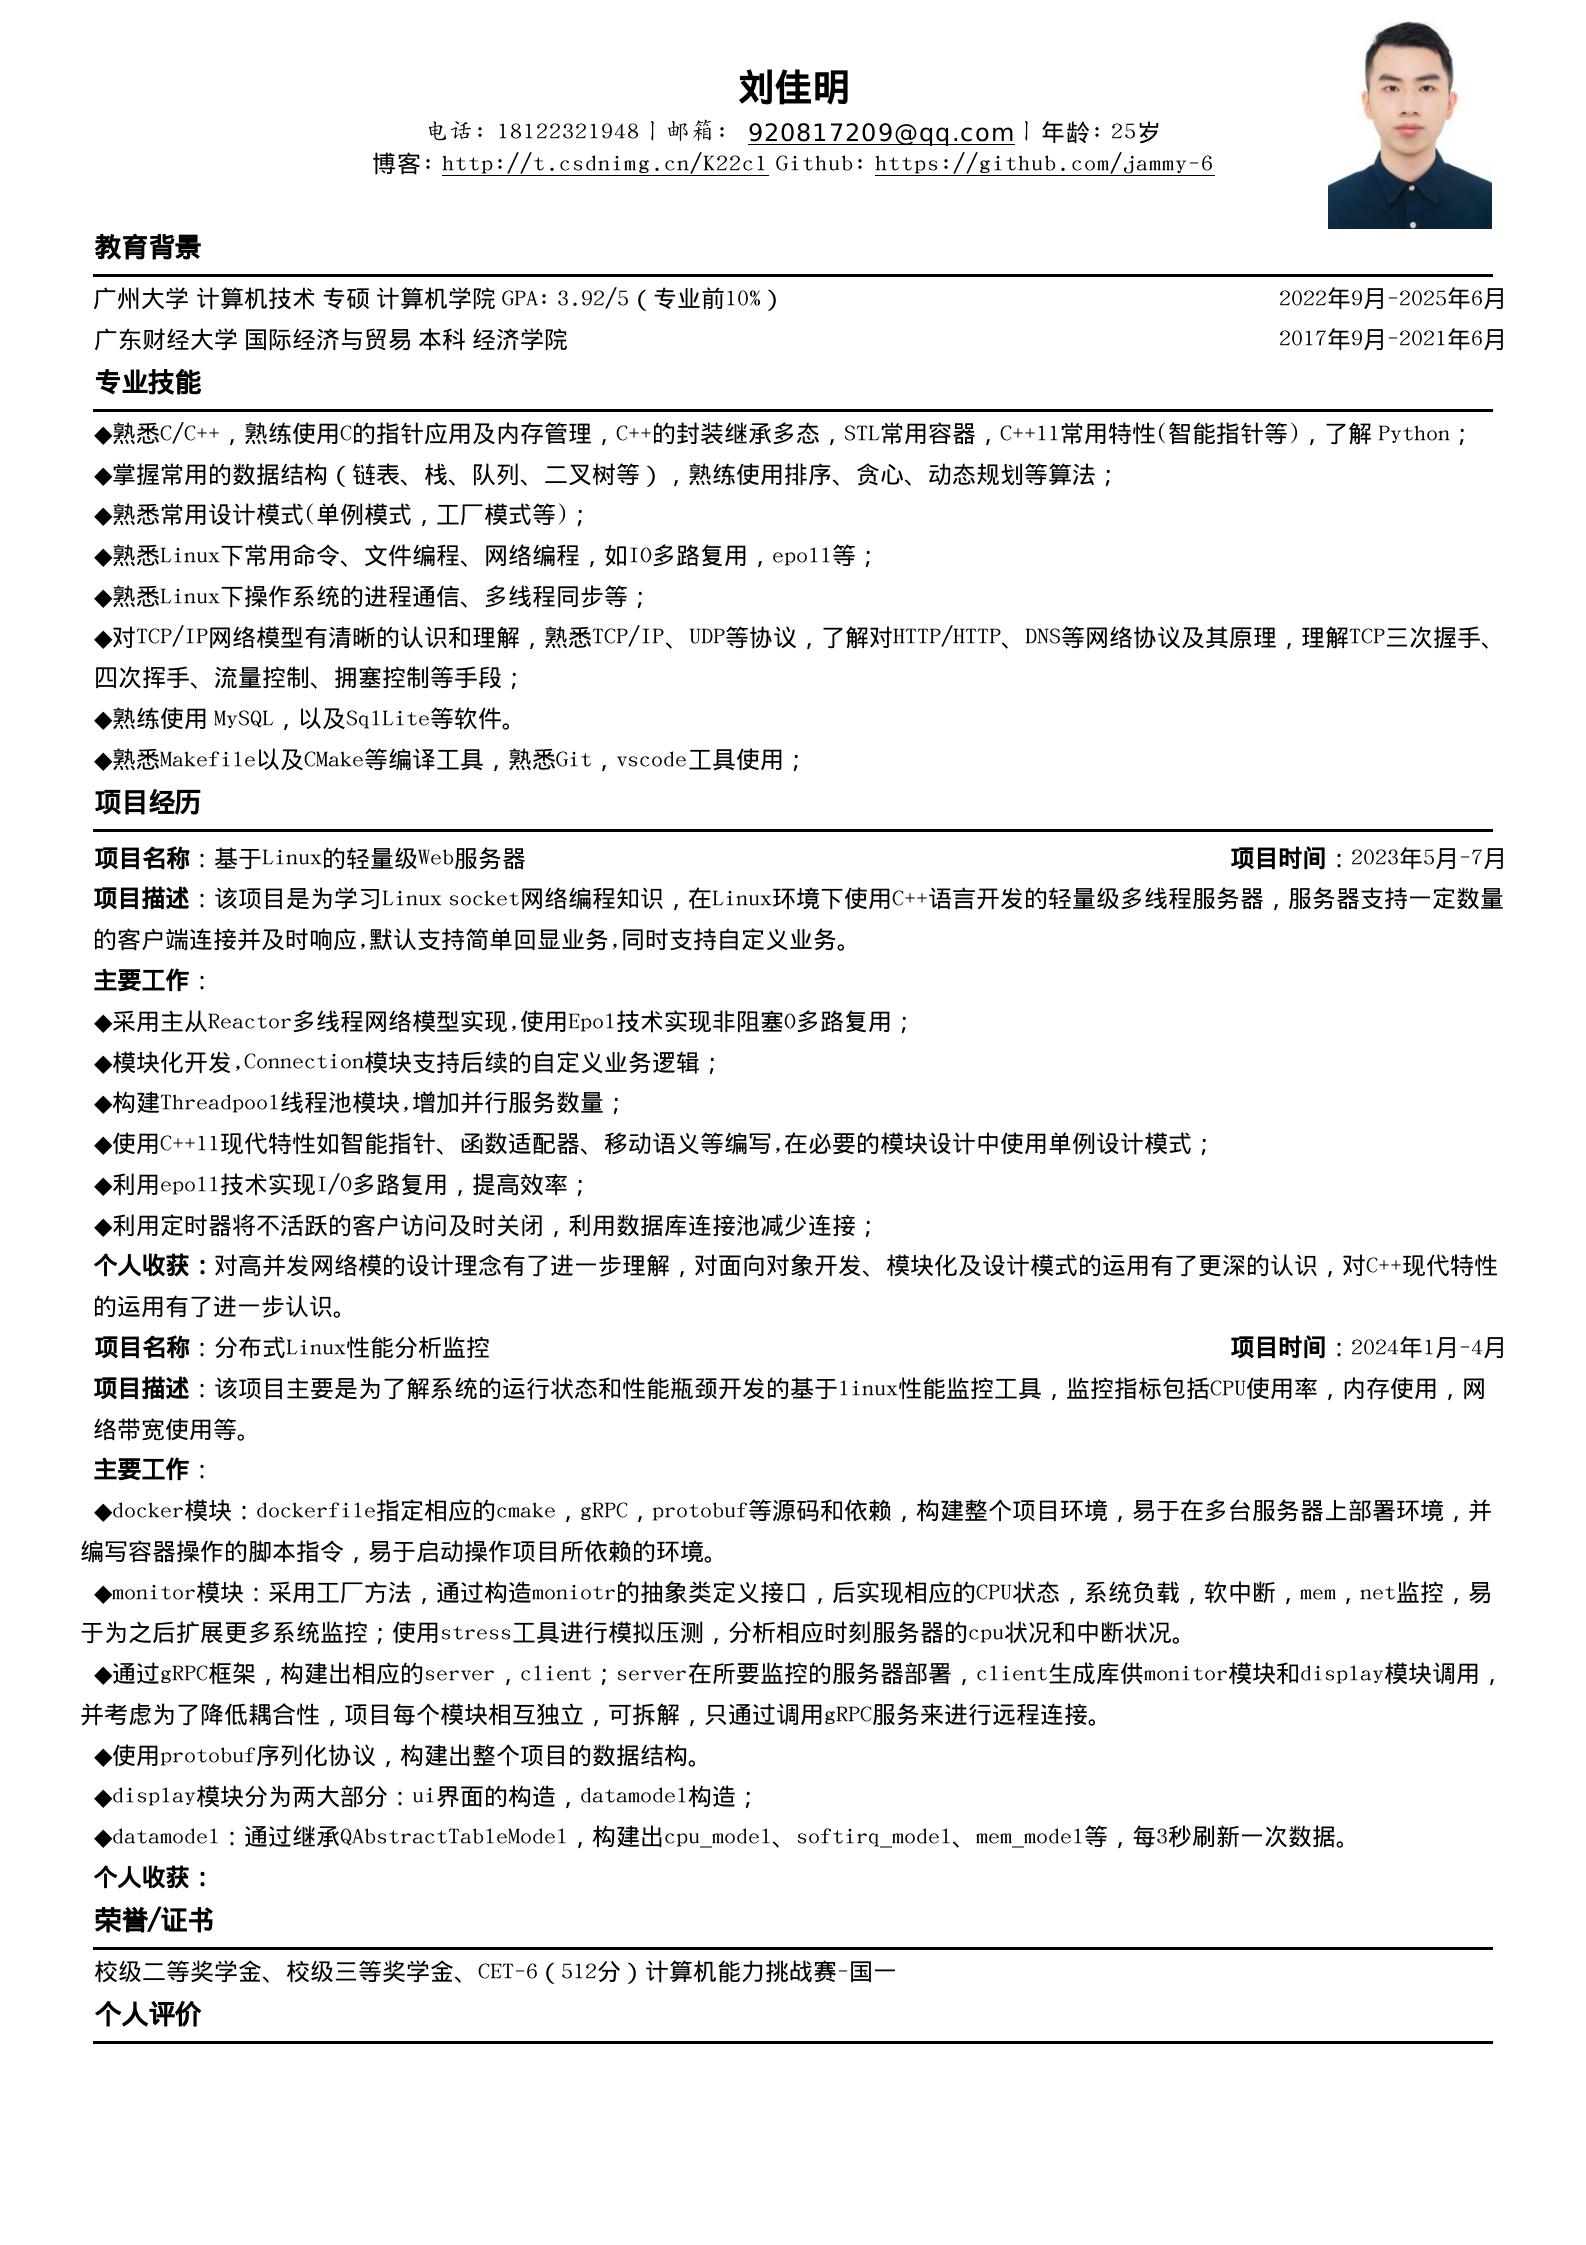 刘佳明
电话：18122321948丨邮箱： 920817209@qq.com丨年龄：25岁
博客：http://t.csdnimg.cn/K22c1 Github：https://github.com/jammy-6
教育背景
广州大学 计算机技术 专硕 计算机学院 GPA：3.92/5（专业前10%） 2022年9月-2025年6月
广东财经大学 国际经济与贸易 本科 经济学院 2017年9月-2021年6月
专业技能
◆熟悉C/C++，熟练使用C的指针应用及内存管理，C++的封装继承多态，STL常用容器，C++11常用特性(智能指针等)，了解 Python；
◆掌握常用的数据结构（链表、栈、队列、二叉树等），熟练使用排序、贪心、动态规划等算法；
◆熟悉常用设计模式(单例模式，工厂模式等)；
◆熟悉Linux下常用命令、文件编程、网络编程，如IO多路复用，epoll等；
◆熟悉Linux下操作系统的进程通信、多线程同步等；
◆对TCP/IP网络模型有清晰的认识和理解，熟悉TCP/IP、UDP等协议，了解对HTTP/HTTP、DNS等网络协议及其原理，理解TCP三次握手、
四次挥手、流量控制、拥塞控制等手段；
◆熟练使用 MySQL，以及SqlLite等软件。
◆熟悉Makefile以及CMake等编译工具，熟悉Git，vscode工具使用；
项目经历
项目名称：基于Linux的轻量级Web服务器 项目时间：2023年5月-7月
项目描述：该项目是为学习Linux socket网络编程知识，在Linux环境下使用C++语言开发的轻量级多线程服务器，服务器支持一定数量
的客户端连接并及时响应,默认支持简单回显业务,同时支持自定义业务。
主要工作：
◆采用主从Reactor多线程网络模型实现,使用Epol技术实现非阻塞O多路复用；
◆模块化开发,Connection模块支持后续的自定义业务逻辑；
◆构建Threadpool线程池模块,增加并行服务数量；
◆使用C++11现代特性如智能指针、函数适配器、移动语义等编写,在必要的模块设计中使用单例设计模式；
◆利用epoll技术实现I/O多路复用，提高效率；
◆利用定时器将不活跃的客户访问及时关闭，利用数据库连接池减少连接；
个人收获：对高并发网络模的设计理念有了进一步理解，对面向对象开发、模块化及设计模式的运用有了更深的认识，对C++现代特性
的运用有了进一步认识。
项目名称：分布式Linux性能分析监控 项目时间：2024年1月-4月
项目描述：该项目主要是为了解系统的运行状态和性能瓶颈开发的基于linux性能监控工具，监控指标包括CPU使用率，内存使用，网
络带宽使用等。
主要工作：
◆docker模块：dockerfile指定相应的cmake，gRPC，protobuf等源码和依赖，构建整个项目环境，易于在多台服务器上部署环境，并
编写容器操作的脚本指令，易于启动操作项目所依赖的环境。
◆monitor模块：采用工厂方法，通过构造moniotr的抽象类定义接口，后实现相应的CPU状态，系统负载，软中断，mem，net监控，易
于为之后扩展更多系统监控；使用stress工具进行模拟压测，分析相应时刻服务器的cpu状况和中断状况。
◆通过gRPC框架，构建出相应的server，client；server在所要监控的服务器部署，client生成库供monitor模块和display模块调用，
并考虑为了降低耦合性，项目每个模块相互独立，可拆解，只通过调用gRPC服务来进行远程连接。
◆使用protobuf序列化协议，构建出整个项目的数据结构。
◆display模块分为两大部分：ui界面的构造，datamodel构造；
◆datamodel：通过继承QAbstractTableModel，构建出cpu_model、softirq_model、mem_model等，每3秒刷新一次数据。
个人收获：
荣誉/证书
校级二等奖学金、校级三等奖学金、CET-6（512分）计算机能力挑战赛-国一
个人评价